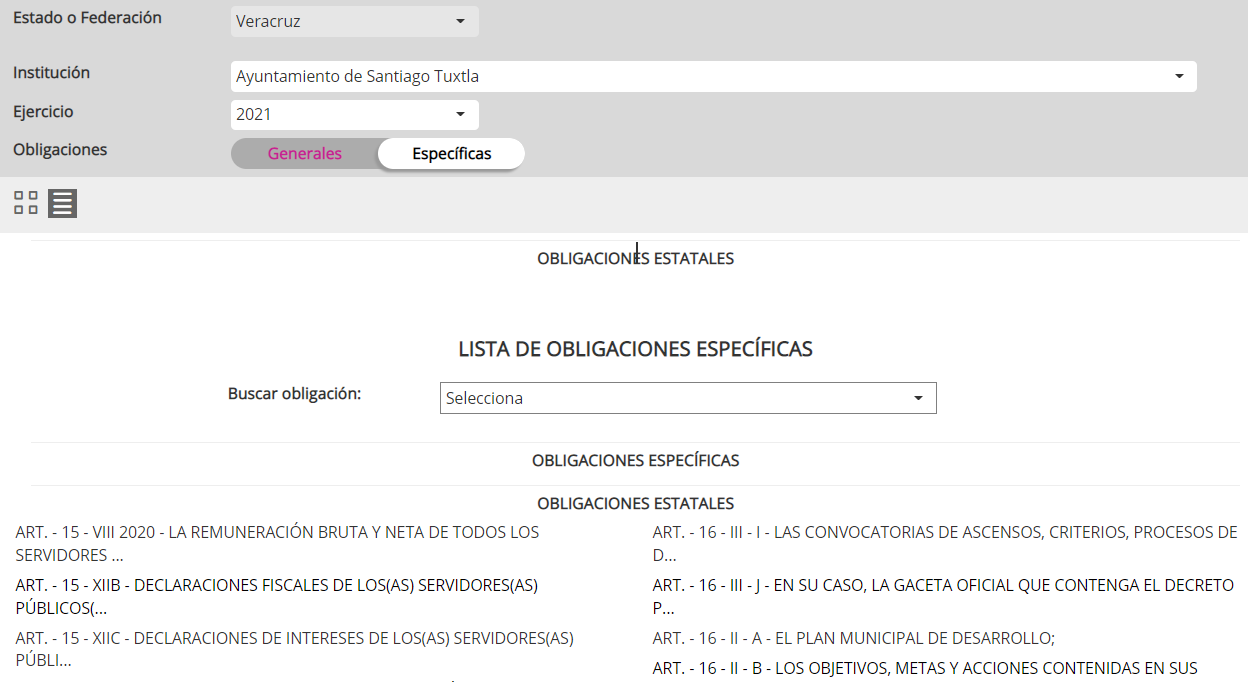 Estado o Federación
Veracruz
Institución
Ayuntamiento de Santiago Tuxtla
Ejercicio
2021
Obligaciones
Generales
Específicas
OBLIGACIONES ESTATALES
LISTA DE OBLIGACIONES ESPECÍFICAS
Buscar obligación:
Selecciona
OBLIGACIONES ESPECÍFICAS
OBLIGACIONES ESTATALES
ART. - 15 - VIII 2020 - LA REMUNERACIÓN BRUTA Y NETA DE TODOS LOS
SERVIDORES ...
ART. - 15 - XIIB - DECLARACIONES FISCALES DE LOS(AS) SERVIDORES(AS)
PÚBLICOS(...
ART. - 15 - XIIC - DECLARACIONES DE INTERESES DE LOS(AS) SERVIDORES(AS)
PÚBLI...
ART. - 16 - III - I - LAS CONVOCATORIAS DE ASCENSOS, CRITERIOS, PROCESOS DE
D...
ART. - 16 - III - J - EN SU CASO, LA GACETA OFICIAL QUE CONTENGA EL DECRETO
P...
ART. - 16 - II - A - EL PLAN MUNICIPAL DE DESARROLLO;
ART. - 16 - II - B - LOS OBJETIVOS, METAS Y ACCIONES CONTENIDAS EN SUS